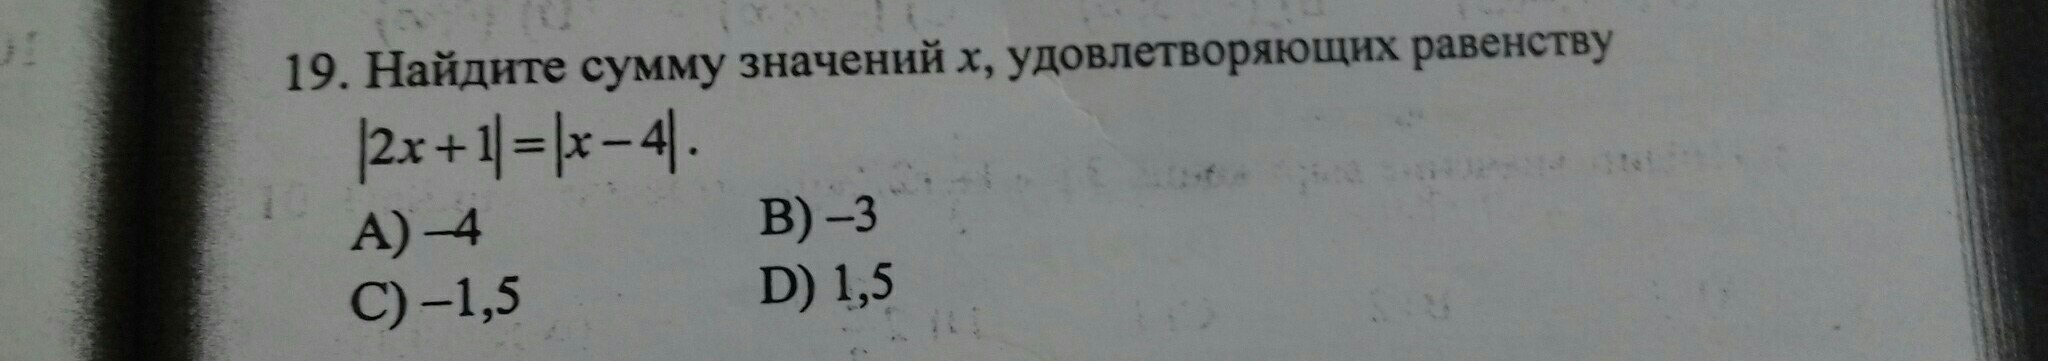 19. Найдите сумму значений x, удовлетворяющих равенству
|2x+1|=|x−4|.
A) –4 B) –3
C) –1,5 D) 1,5